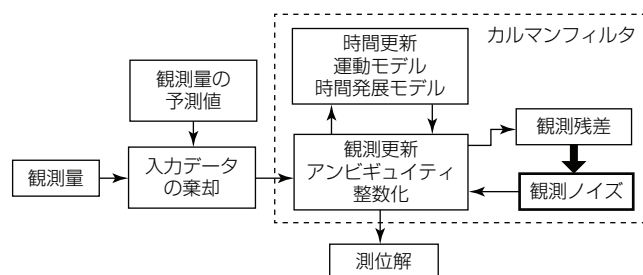 カルマンフィルタ
時間更新
運動モデル
時間発展モデル
観測量の
予測値
観測残差
観測量
入力データ
の棄却
観測更新
アンビギュイティ
整数化
観測ノイズ
測位解